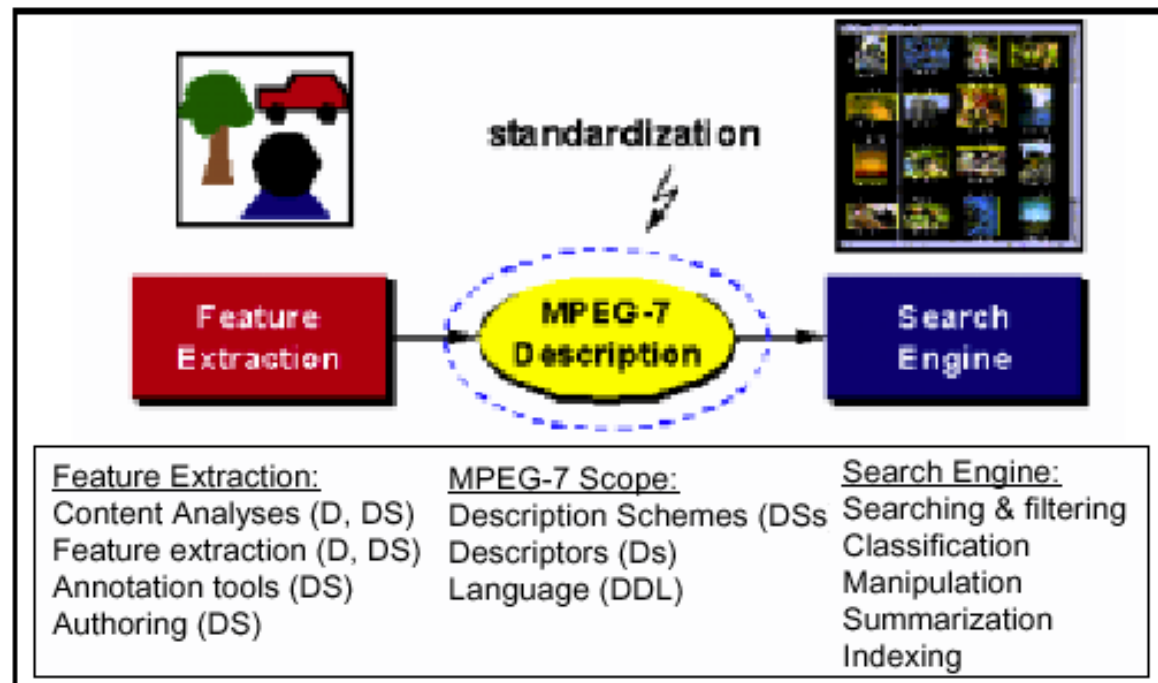 standardization
Feature
Extraction
MPEG-7
Description
Search
Engine
Feature Extraction:
Content Analyses (D, DS)
Feature extraction (D, DS)
Annotation tools (DS)
Authoring (DS)
MPEG-7 Scope:
Description Schemes (DSs
Descriptors (Ds)
Language (DDL)
Search Engine:
Searching & filtering
Classification
Manipulation
Summarization
Indexing